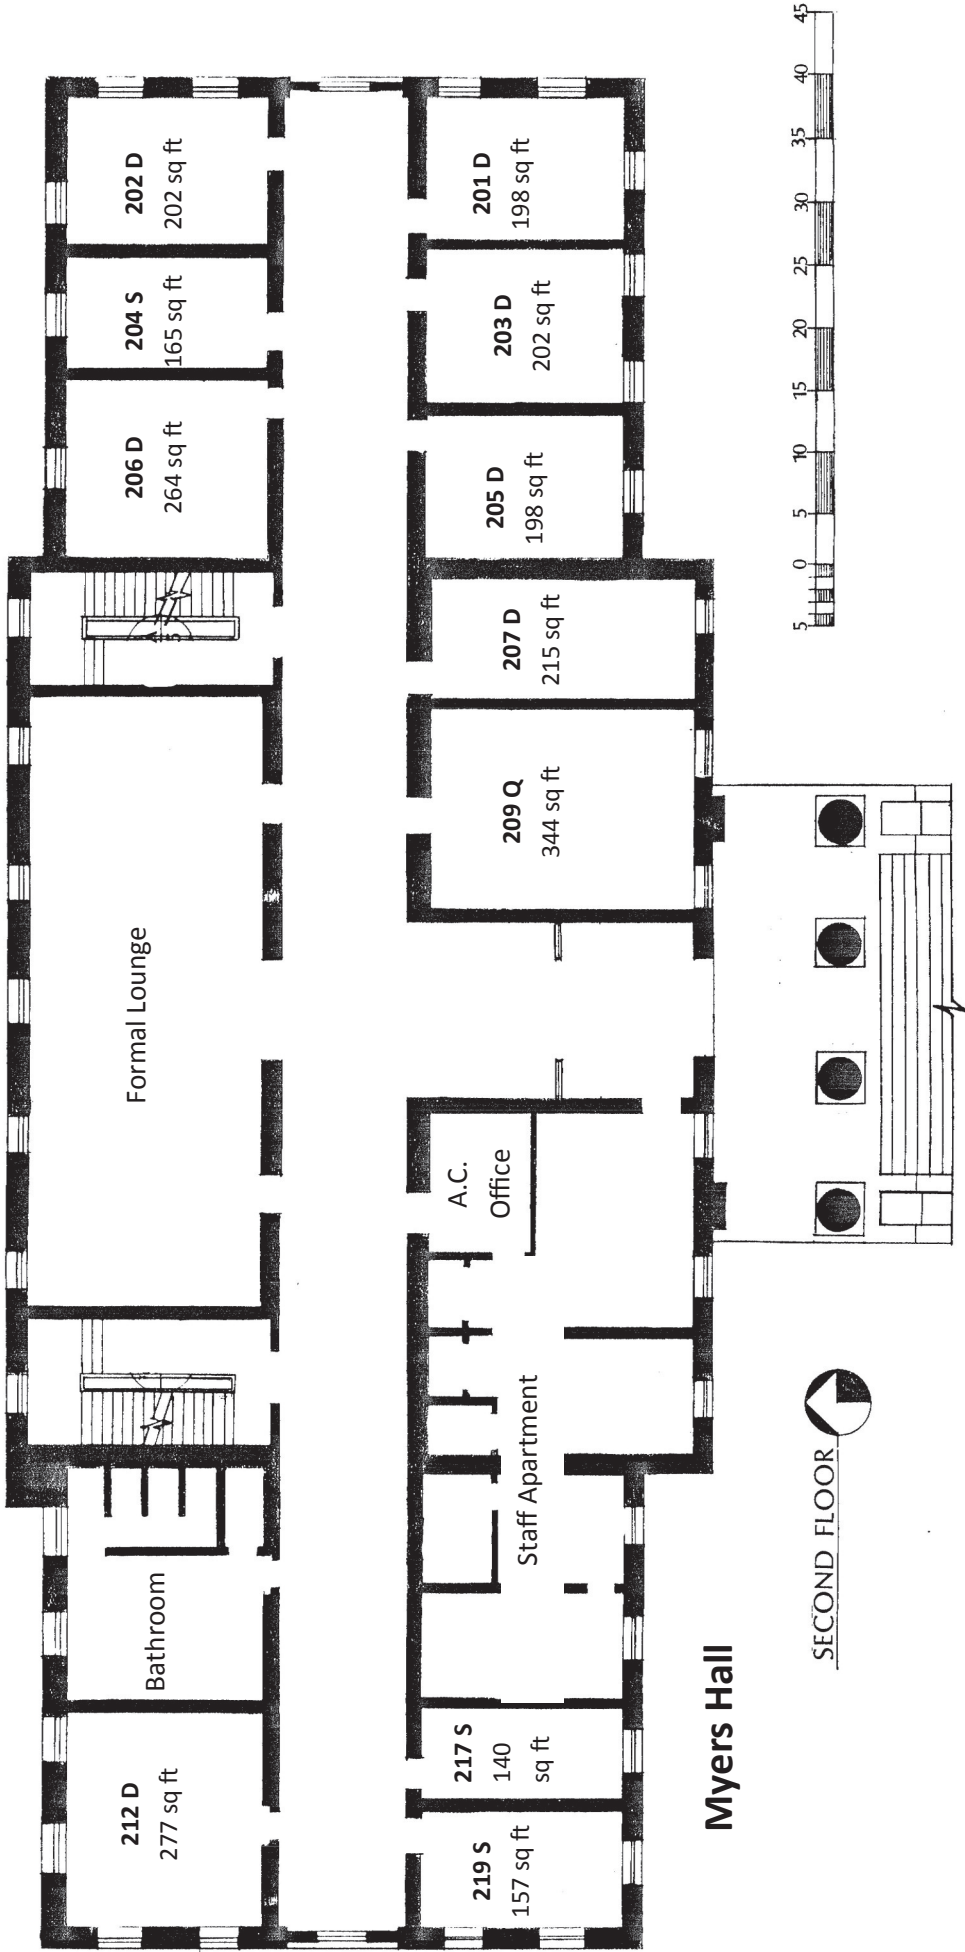 212 D
277 sq ft
Bathroom
Formal Lounge
206 D
264 sq ft
204 S
165 sq ft
202 D
202 sq ft
219 S
157 sq ft
217 S
140
sq ft
Staff Apartment
A.C.
Office
209 Q
344 sq ft
207 D
215 sq ft
205 D
198 sq ft
203 D
202 sq ft
201 D
198 sq ft
Myers Hall
SECOND FLOOR
5 0 5 10 15 20 25 30 35 40 45